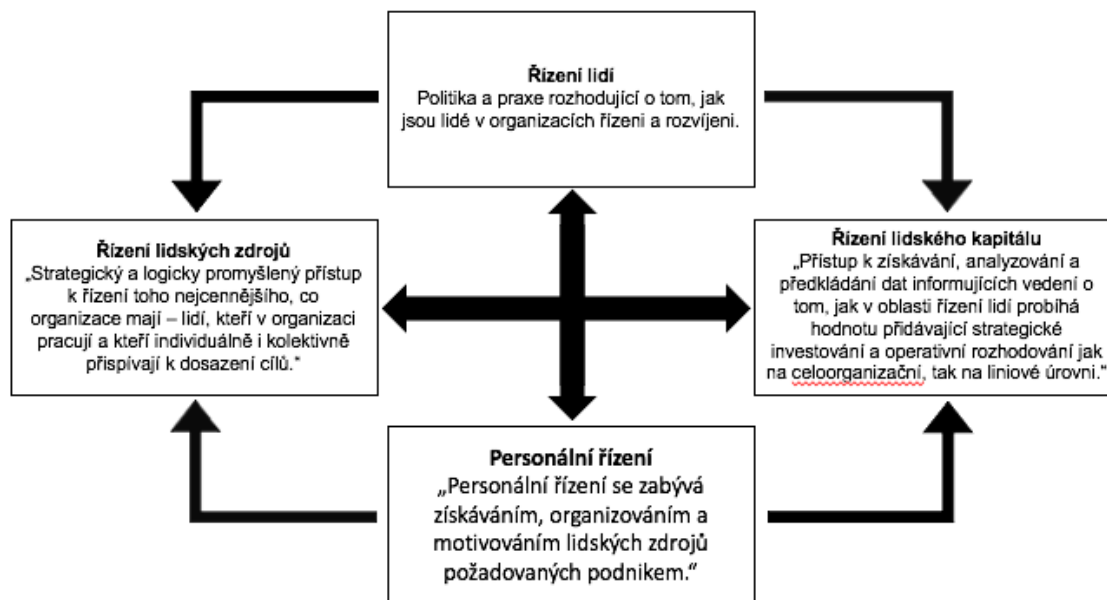 Řízení lidí
Politika a praxe rozhodující o tom, jak
jsou lidé v organizacích řízeni a rozvíjeni.
Řízení lidských zdrojů
„Strategický a logicky promyšlený přístup
k řízení toho nejcennějšího, co
organizace mají – lidí, kteří v organizaci
pracují a kteří individuálně i kolektivně
přispívají k dosazení cílů.“
Řízení lidského kapitálu
„Přístup k získávání, analyzování a
předkládání dat informujících vedení o
tom, jak v oblasti řízení lidí probíhá
hodnotu přidávající strategické
investování a operativní rozhodování jak
na celoorganizační, tak na liniové úrovni.“
Personální řízení
„Personální řízení se zabývá
získáváním, organizováním a
motivováním lidských zdrojů
požadovaných podnikem.“